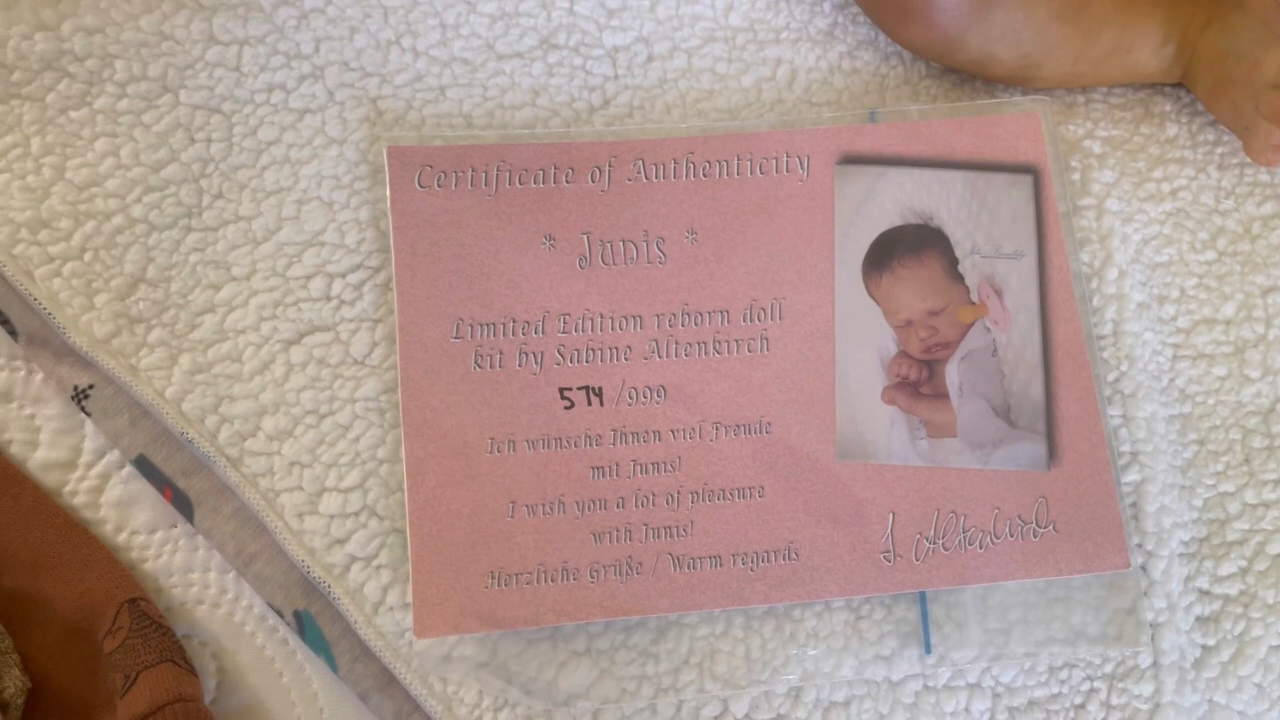 Certificate of Authenticity
* Junis *
Limited Edition reborn doll
kit by Sabine Altenkirch
574 /999
Ich wünsche Ihnen viel Freude
mit Junis!
I wish you a lot of pleasure
with Junis!
Herzliche Grüße / Warm regards
S. Altenkirch